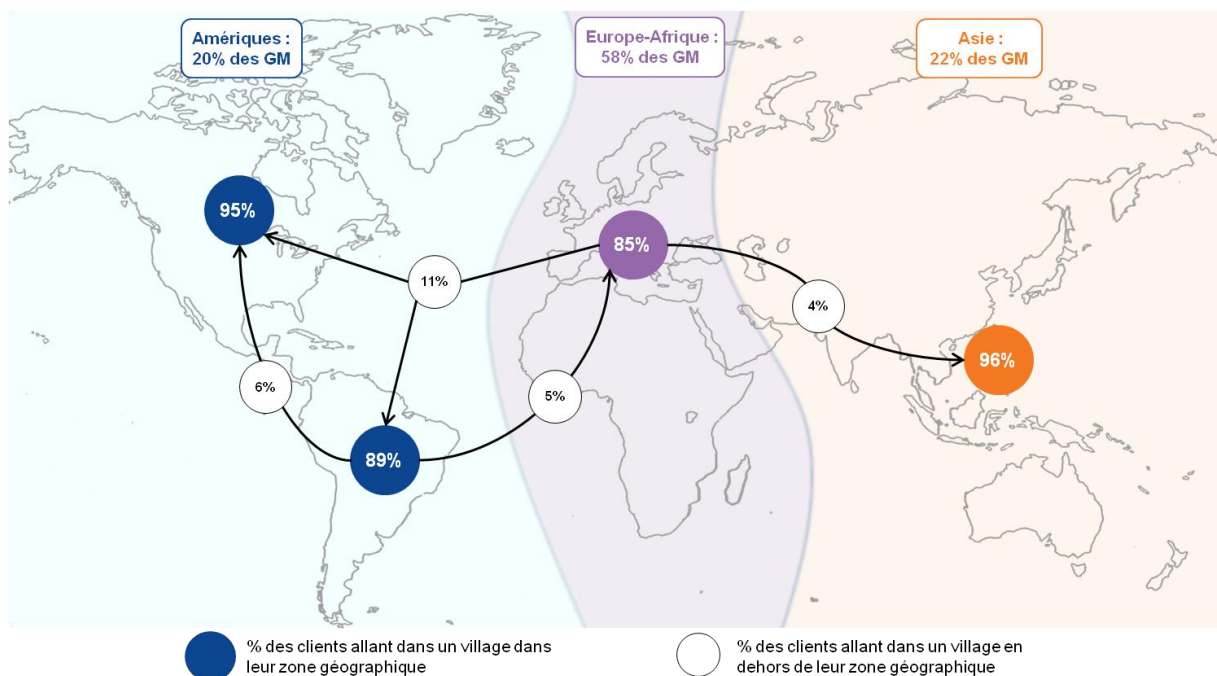 Amériques :
20% des GM
Europe-Afrique :
58% des GM
Asie :
22% des GM
95%
85%
11%
4%
96%
6%
5%
89%
% des clients allant dans un village dans
leur zone géographique
% des clients allant dans un village en
dehors de leur zone géographique